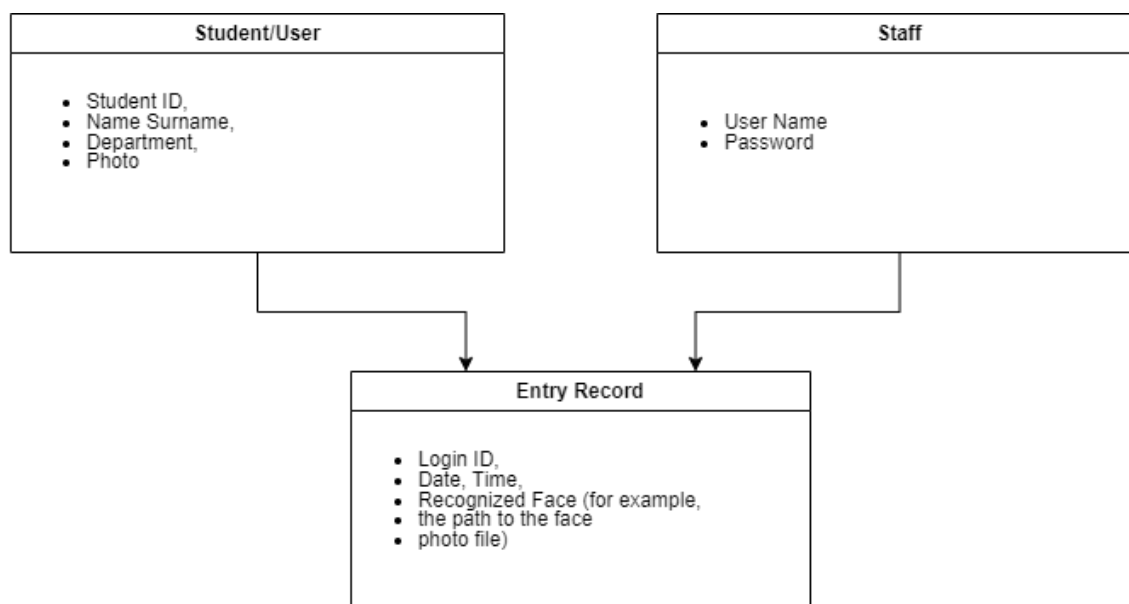 Student/User
• Student ID,
• Name Surname,
• Department,
• Photo
Staff
• User Name
• Password
Entry Record
• Login ID,
• Date, Time,
• Recognized Face (for example,
• the path to the face
• photo file)